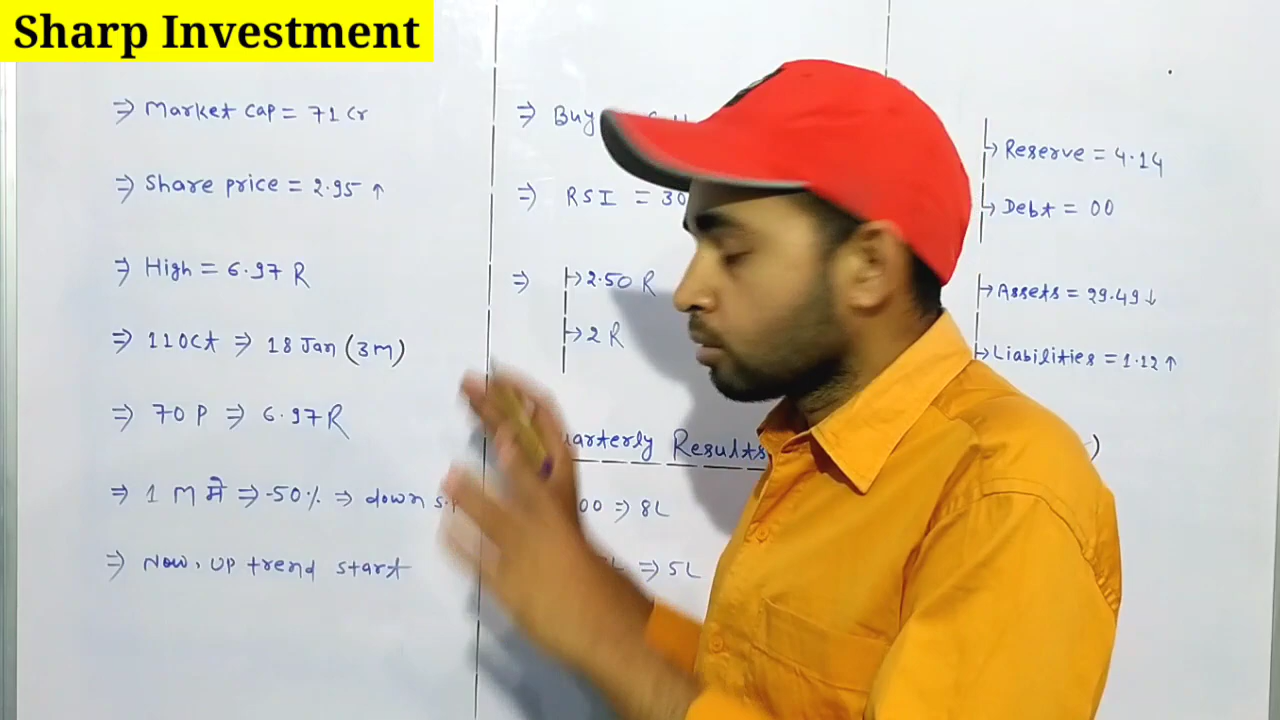 Sharp Investment
⇒ Market cap = 71 Cr
⇒ Share price = 2.95 ↑
⇒ High = 6.97 R
⇒ 11 Oct ⇒ 18 Jan (3M)
⇒ 70 P ⇒ 6.97 R
⇒ 1 M में ⇒ -50% ⇒ down
⇒ Now, UP trend start
⇒ Buy
⇒ RSI = 30
⇒ 2.50 R
2 R
Results
⇒ 8L
⇒ 5L
Reserve = 4.14
Debt = 00
Assets = 29.49 ↓
Liabilities = 1.12 ↑